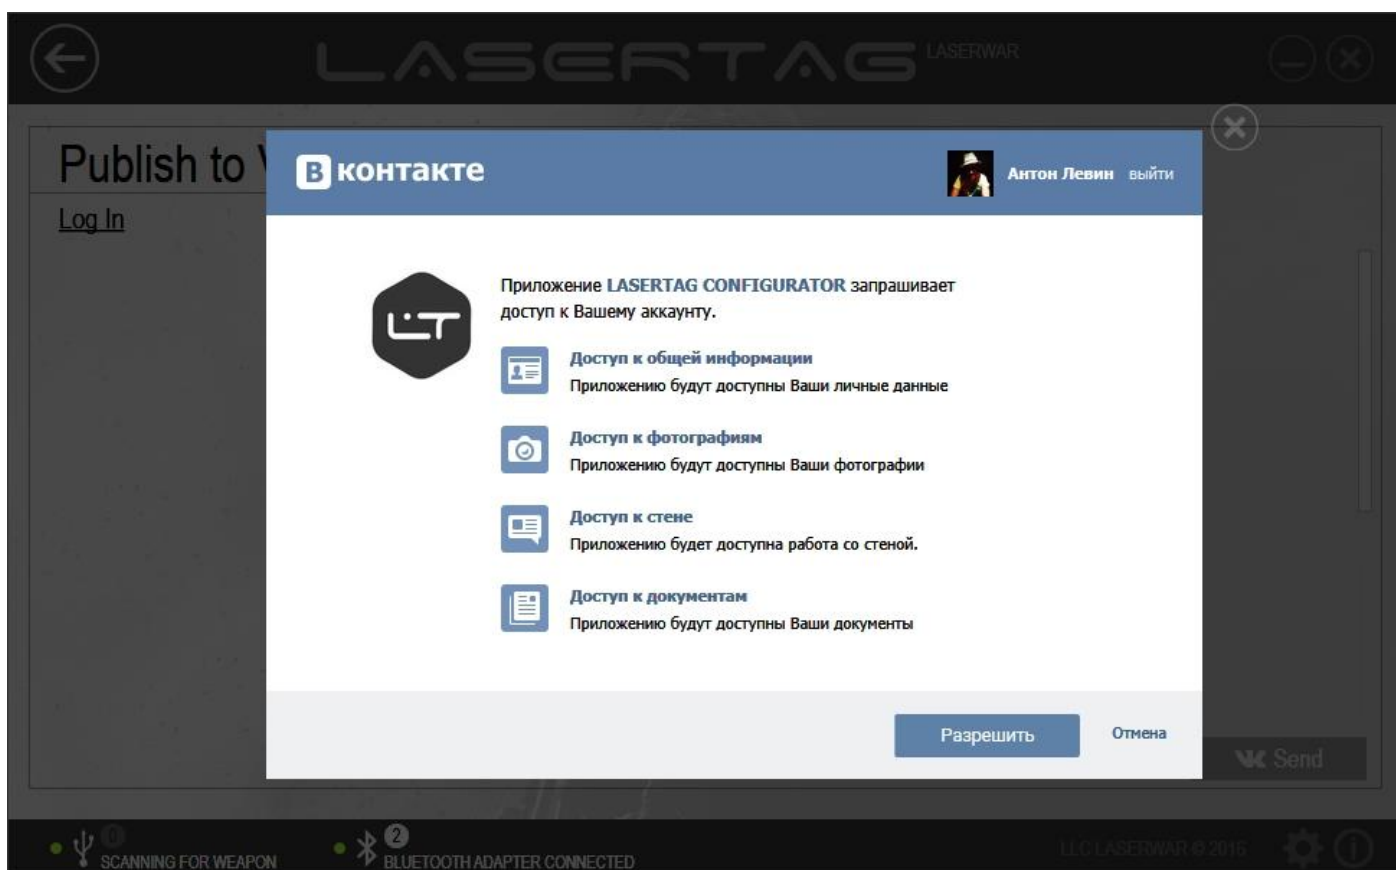 LASERTAG LASERWAR
Publish to V
Log In
В контакте
Антон Левин выйти
LT
Приложение LASERTAG CONFIGURATOR запрашивает
доступ к Вашему аккаунту.
Доступ к общей информации
Приложению будут доступны Ваши личные данные
Доступ к фотографиям
Приложению будут доступны Ваши фотографии
Доступ к стене
Приложению будет доступна работа со стеной.
Доступ к документам
Приложению будут доступны Ваши документы
Разрешить Отмена
Send
0 2
SCANNING FOR WEAPON BLUETOOTH ADAPTER CONNECTED LLC LASERWAR © 2016